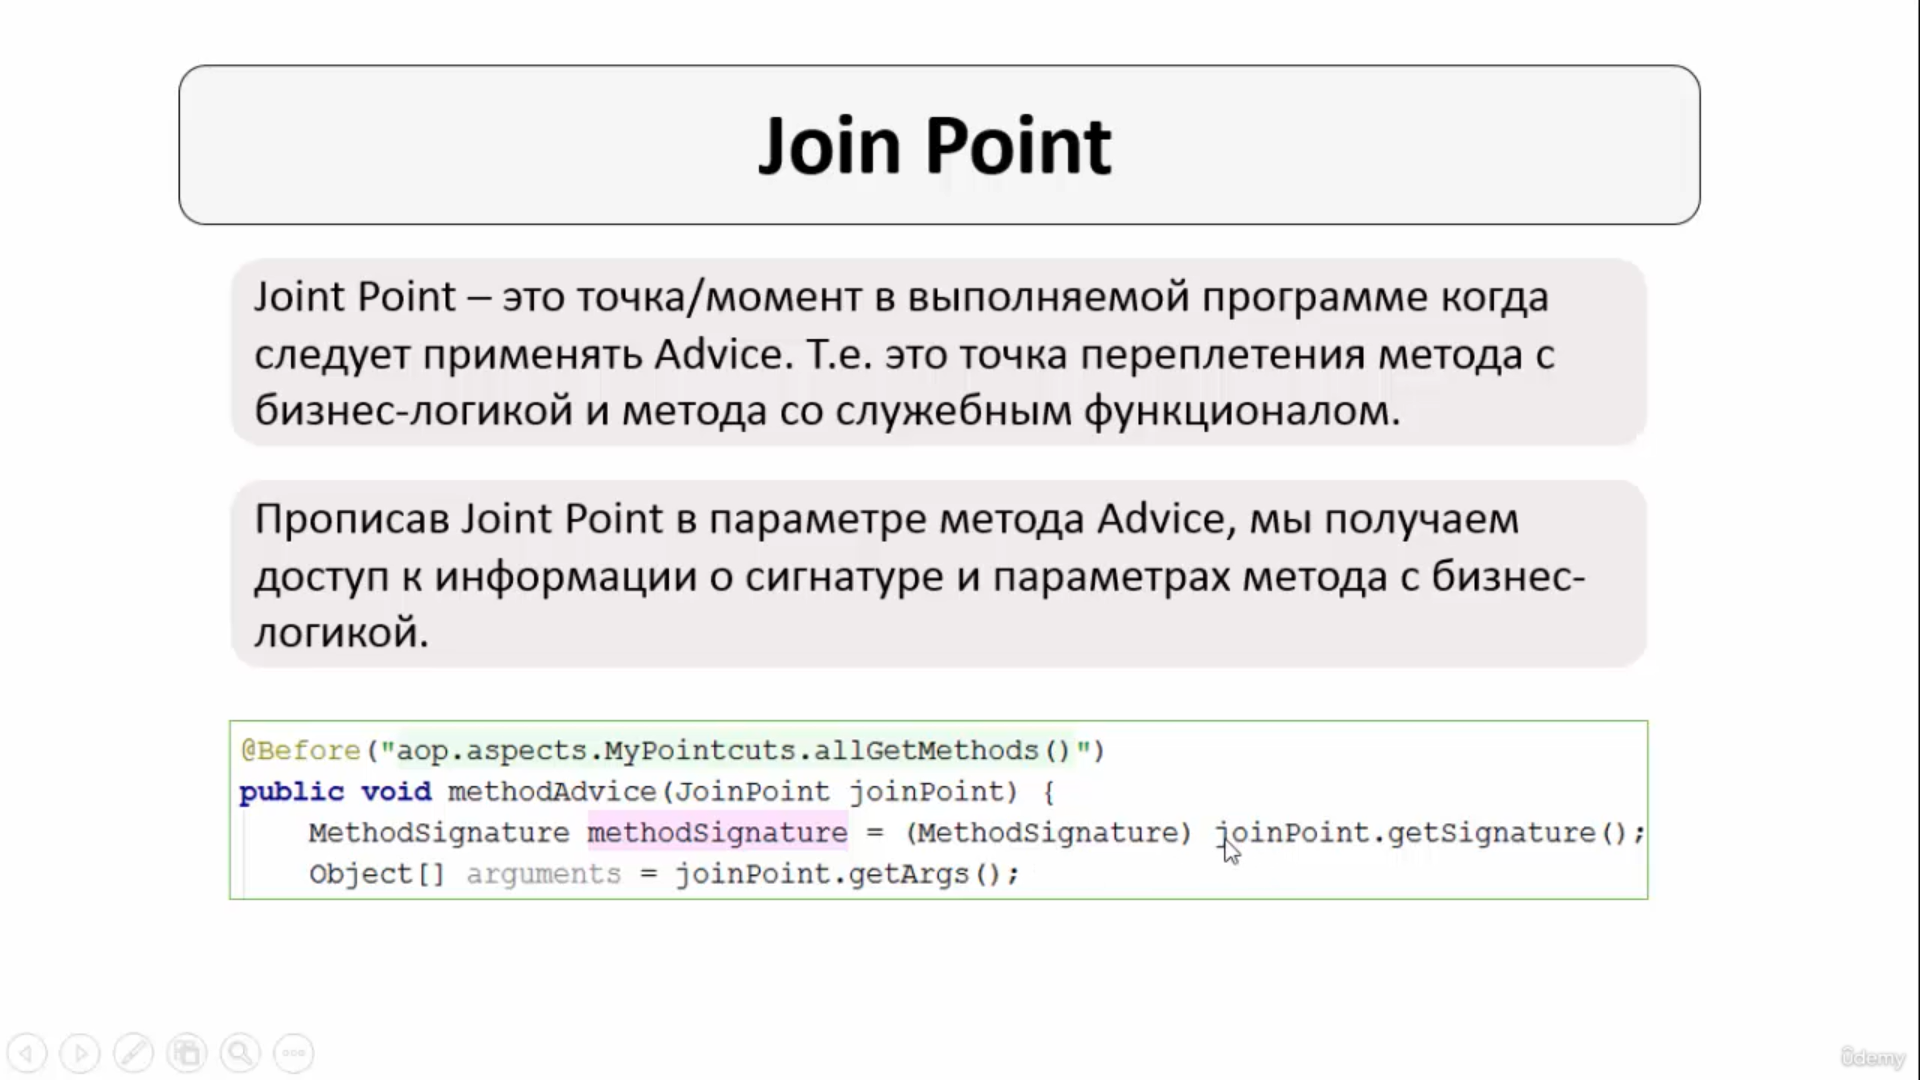 Join Point
Joint Point – это точка/момент в выполняемой программе когда
следует применять Advice. Т.е. это точка переплетения метода с
бизнес-логикой и метода со служебным функционалом.
Прописав Joint Point в параметре метода Advice, мы получаем
доступ к информации о сигнатуре и параметрах метода с бизнес-
логикой.
@Before("aop.aspects.MyPointcuts.allGetMethods()")
public void methodAdvice(JoinPoint joinPoint) {
MethodSignature methodSignature = (MethodSignature) joinPoint.getSignature();
Object[] arguments = joinPoint.getArgs();
ûdemy